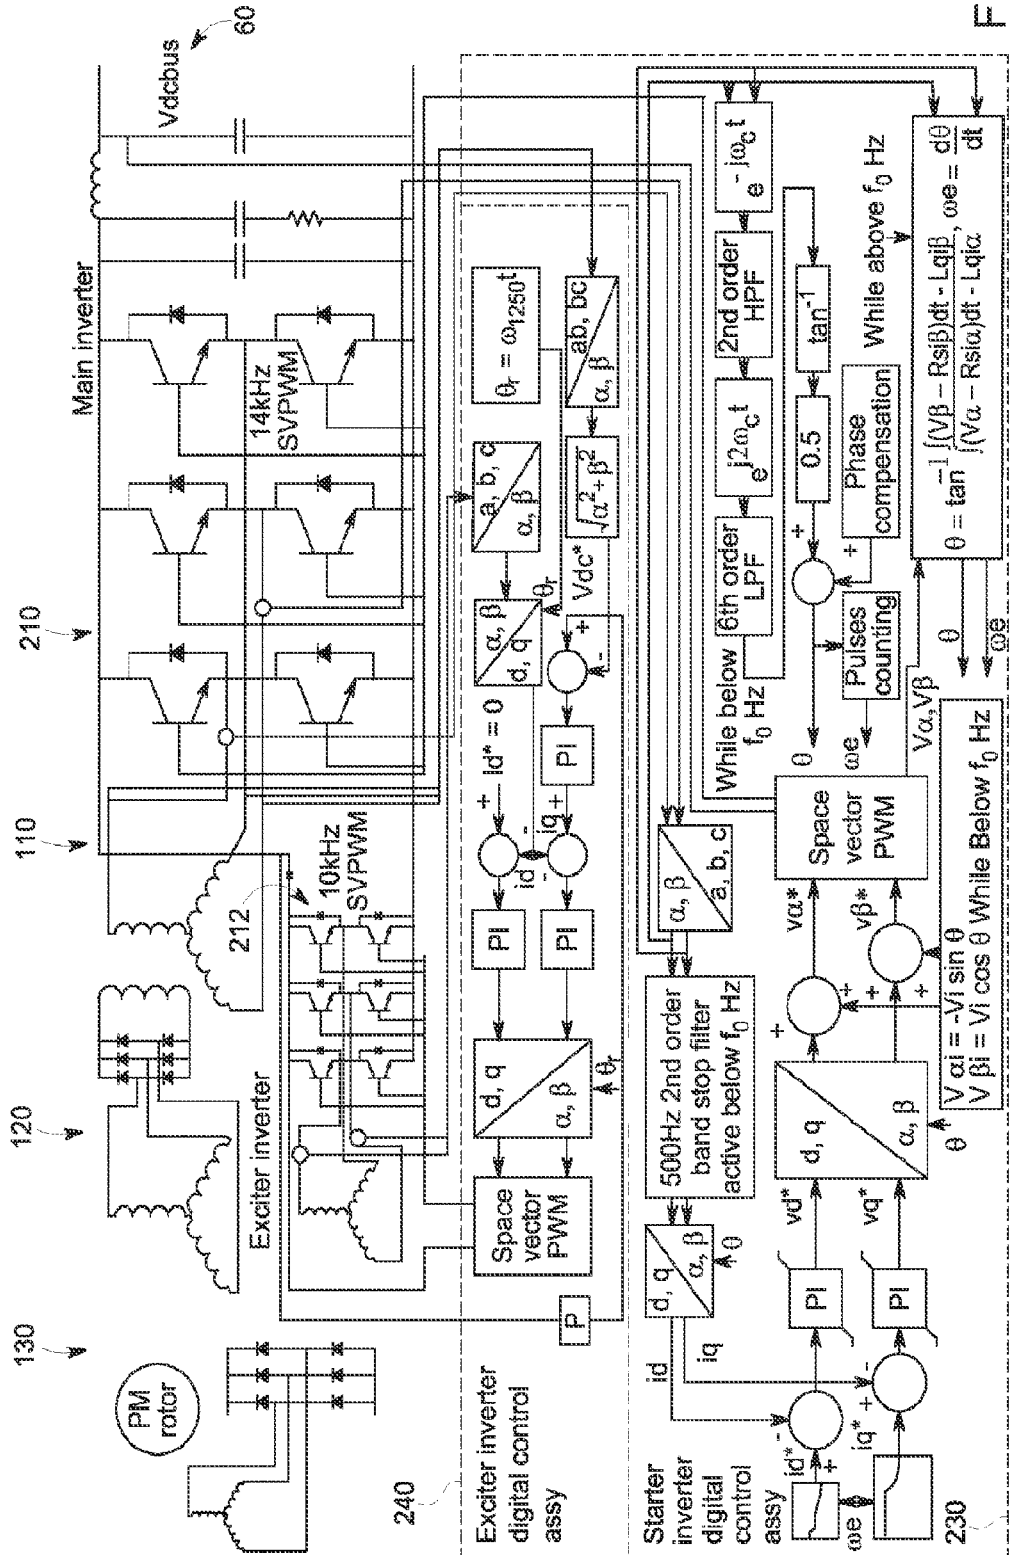 130
120
110
210
60
PM
rotor
Exciter inverter
212
10kHz
SVPWM
Main inverter
14kHz
SVPWM
Vdcbus
240
Exciter inverter
digital control
assy
P
Space
vector
PWM
d, q
α, β
θr
PI
PI
id
iq
+
-
-
+
Id* = 0
PI
+
-
Vdc*
α, β
d, q
θr
a, b, c
α, β
θr = ω1250t
√α² + β²
ab, bc
α, β
Starter
inverter
digital
control
assy
230
ωe
id*
+
-
iq*
+
-
id
iq
d, q
α, β
θ
500Hz 2nd order
band stop filter
active below f0 Hz
α, β
a, b, c
PI
PI
vd*
vq*
d, q
α, β
θ
+
+
+
+
vα*
vβ*
Space
vector
PWM
V αi = -Vi sin θ
V βi = Vi cos θ While Below f0 Hz
Vα,Vβ
θ
ωe
While below
f0 Hz
6th order
LPF
e^j2ωc t
2nd order
HPF
e^-jωc t
tan-1
0.5
+
+
Phase
compensation
Pulses
counting
θ
ωe
While above f0 Hz
θ = tan-1 ∫(Vβ – Rsiβ)dt - Lqiβ / ∫(Vα - Rsiα)dt - Lqiα , ωe = dθ/dt
F